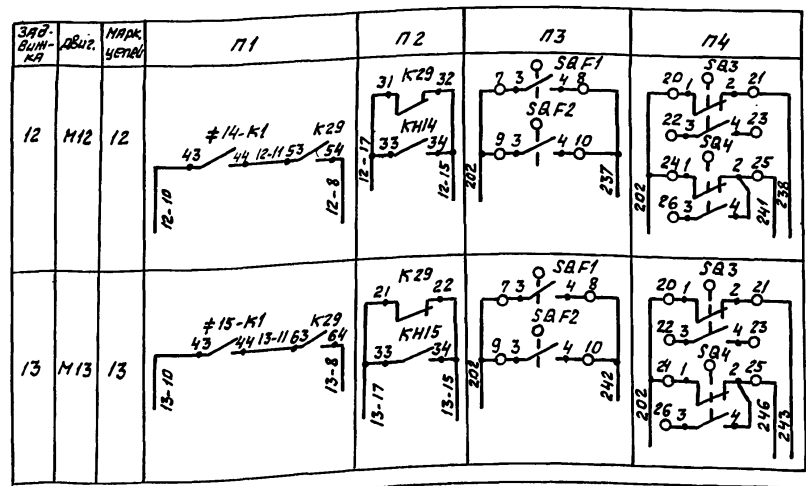 ЗАД-ВИЖ-КА ДВИГ. МАРК. ЦЕПЕЙ П1 П2 П3 П4
12 М12 12
43 ≠14-К1 44 12-11 53 К29 54
12-10 12-8
31 К29 32
33 КН14 34
12-17 12-15
SQF1
7 3 4 8
SQF2
9 3 4 10
202 237
SQ3
20 1 2 21
22 3 4 23
SQ4
24 1 2 25
26 3 4
202 241 238
13 М13 13
43 ≠15-К1 44 13-11 63 К29 64
13-10 13-8
21 К29 22
33 КН15 34
13-17 13-15
SQF1
7 3 4 8
SQF2
9 3 4 10
202 242
SQ3
20 1 2 21
22 3 4 23
SQ4
24 1 2 25
26 3 4
202 246 243